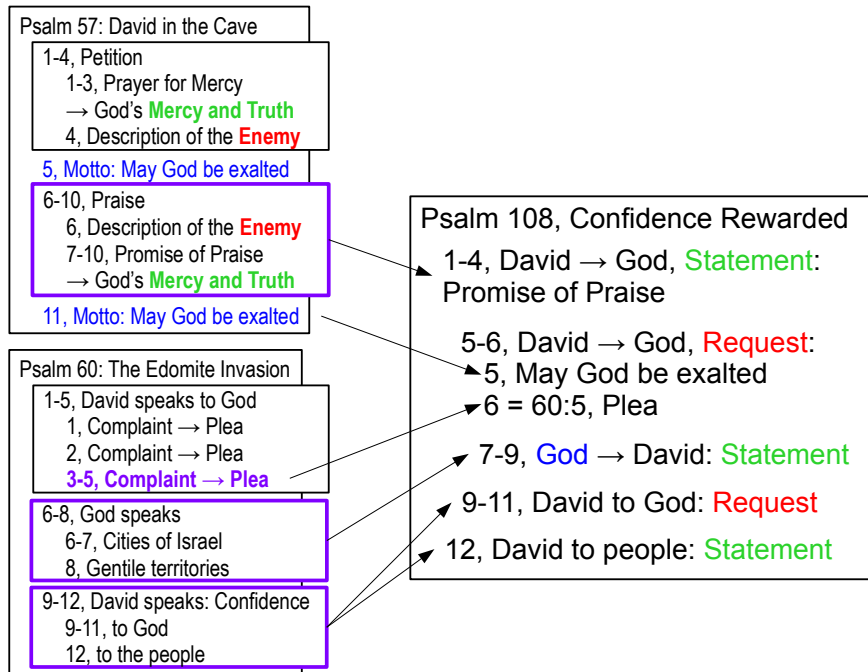 Psalm 57: David in the Cave
1-4, Petition
1-3, Prayer for Mercy
→ God's Mercy and Truth
4, Description of the Enemy
5, Motto: May God be exalted
6-10, Praise
6, Description of the Enemy
7-10, Promise of Praise
→ God's Mercy and Truth
11, Motto: May God be exalted
Psalm 60: The Edomite Invasion
1-5, David speaks to God
1, Complaint → Plea
2, Complaint → Plea
3-5, Complaint → Plea
6-8, God speaks
6-7, Cities of Israel
8, Gentile territories
9-12, David speaks: Confidence
9-11, to God
12, to the people
Psalm 108, Confidence Rewarded
1-4, David → God, Statement:
Promise of Praise
5-6, David → God, Request:
5, May God be exalted
6 = 60:5, Plea
7-9, God → David: Statement
9-11, David to God: Request
12, David to people: Statement